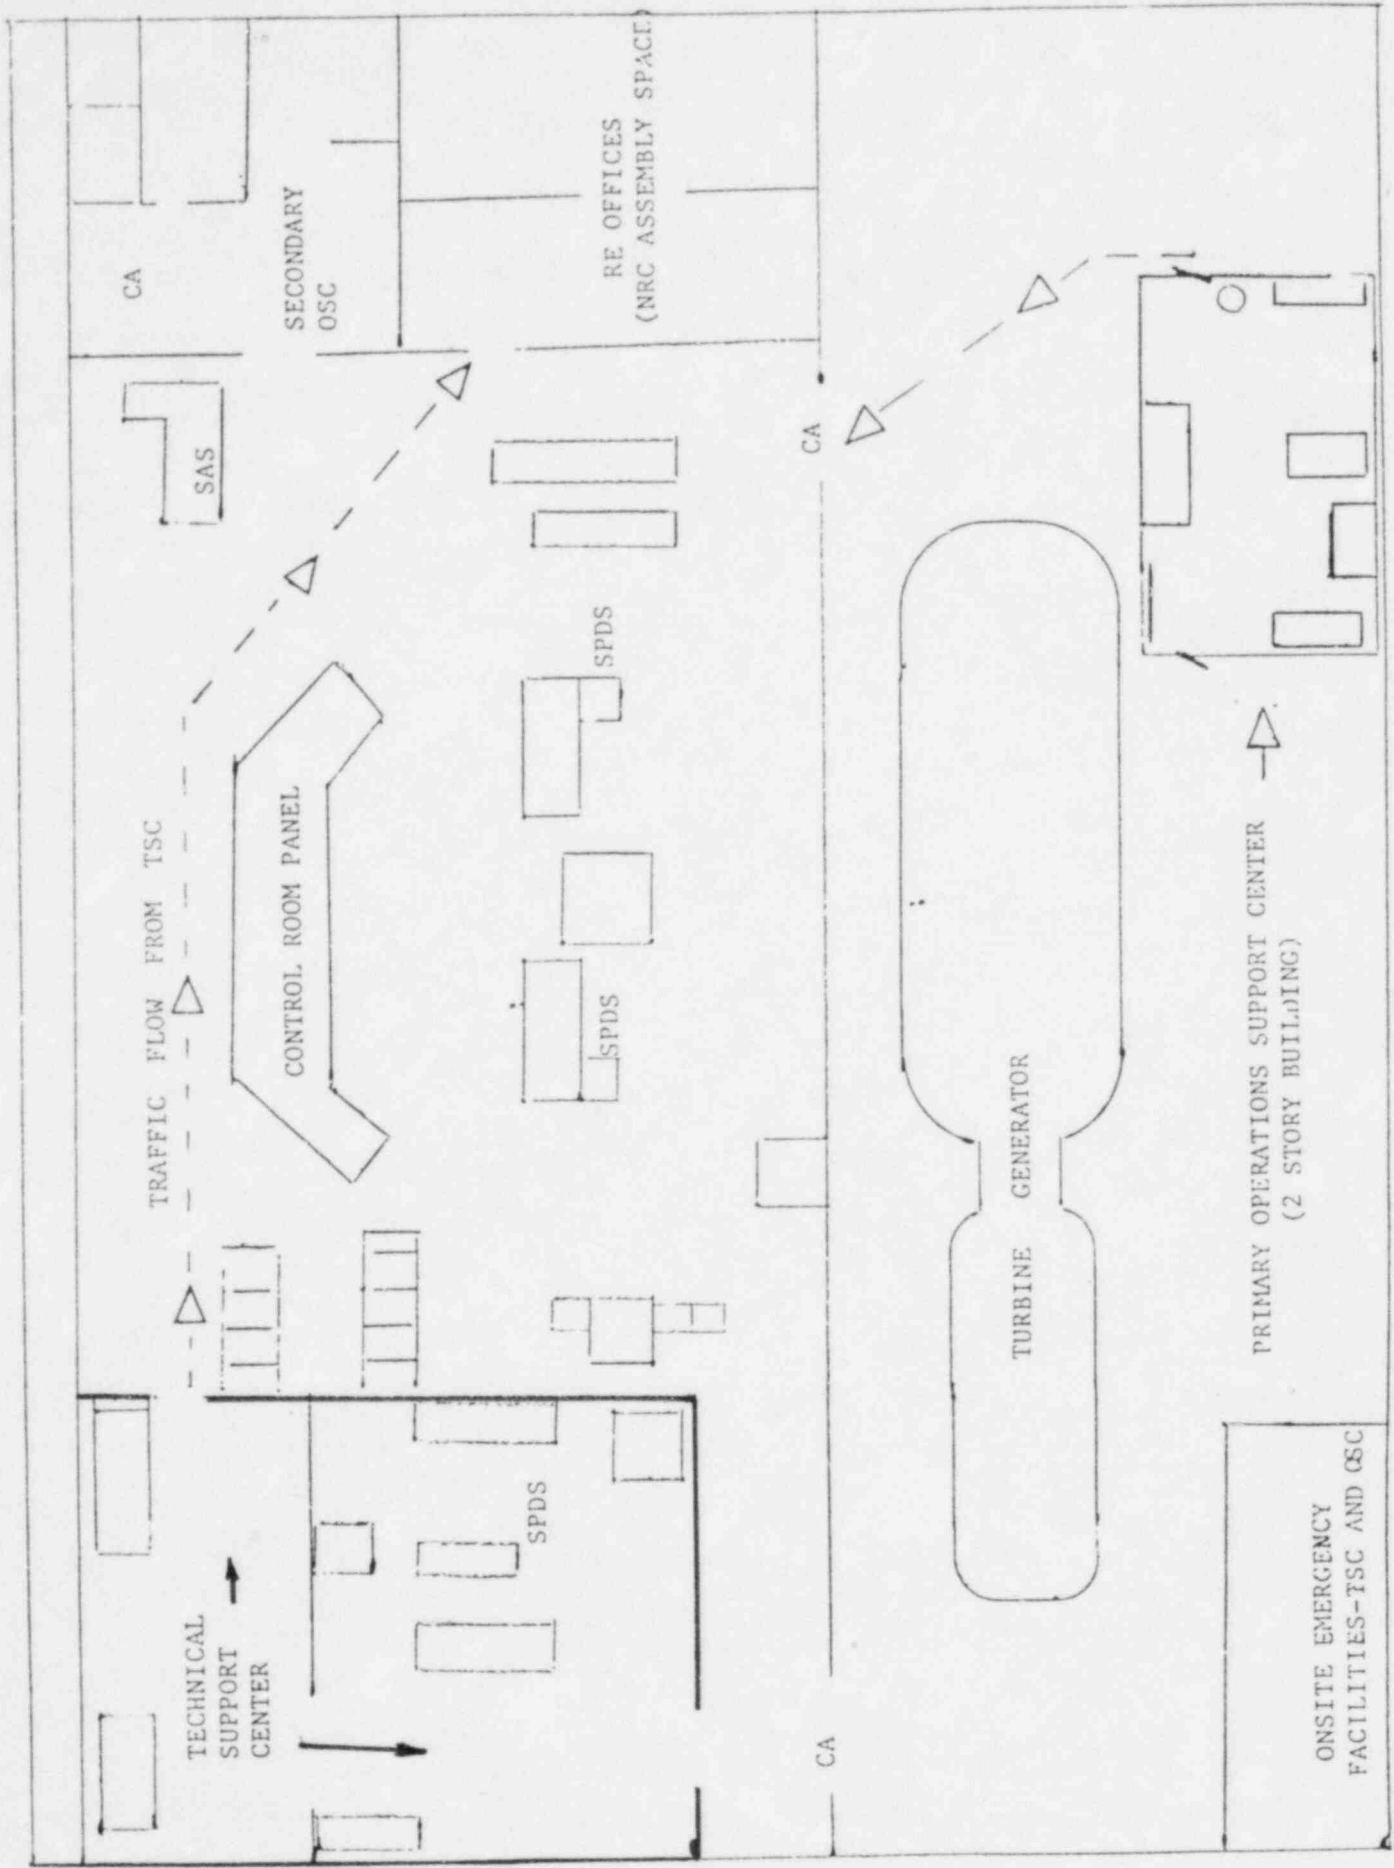 TECHNICAL
SUPPORT
CENTER
TRAFFIC FLOW FROM TSC
SAS
CA
SECONDARY
OSC
CONTROL ROOM PANEL
SPDS
SPDS
SPDS
RE OFFICES
(NRC ASSEMBLY SPACE)
CA
CA
TURBINE GENERATOR
PRIMARY OPERATIONS SUPPORT CENTER
(2 STORY BUILDING)
ONSITE EMERGENCY
FACILITIES-TSC AND OSC